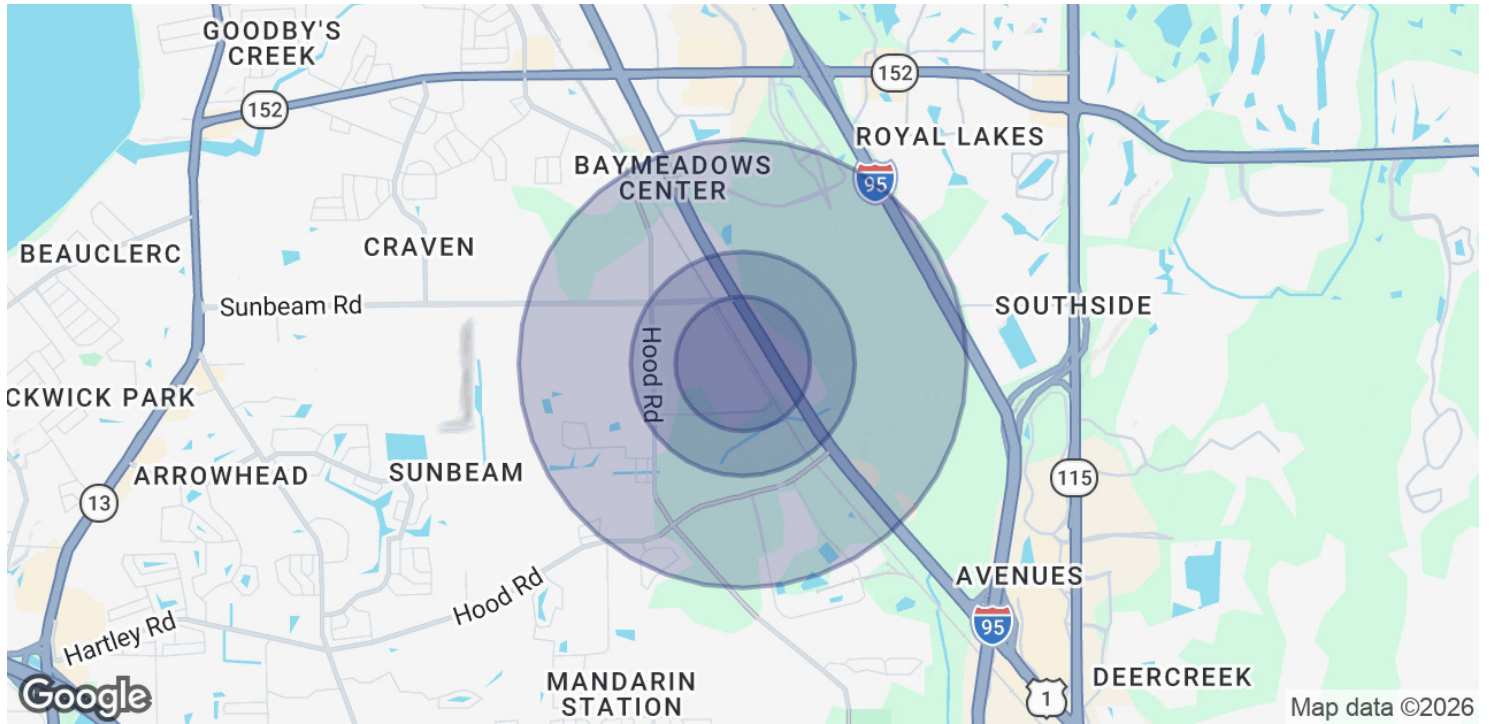 GOODBY'S
CREEK
152
152
ROYAL LAKES
BAYMEADOWS
CENTER
95
BEAUCLERC
CRAVEN
Sunbeam Rd
SOUTHSIDE
Hood Rd
CKWICK PARK
ARROWHEAD
SUNBEAM
115
13
AVENUES
Hood Rd
95
Hartley Rd
MANDARIN
STATION
DEERCREEK
1
Google
Map data ©2026